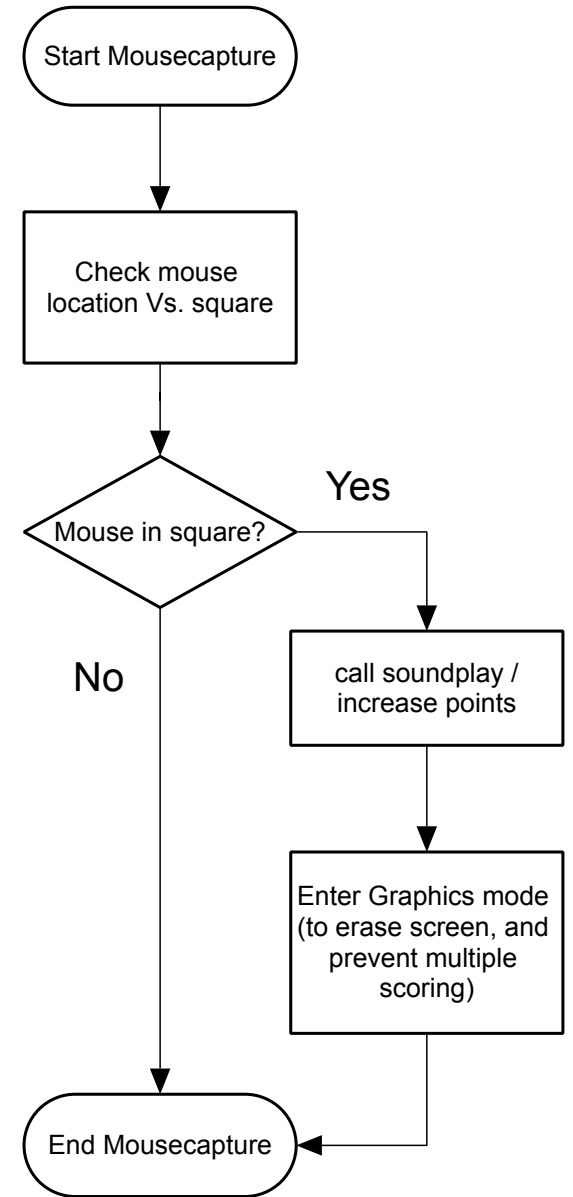 Start Mousecapture
Check mouse
location Vs. square
Mouse in square?
Yes
No
call soundplay /
increase points
Enter Graphics mode
(to erase screen, and
prevent multiple
scoring)
End Mousecapture